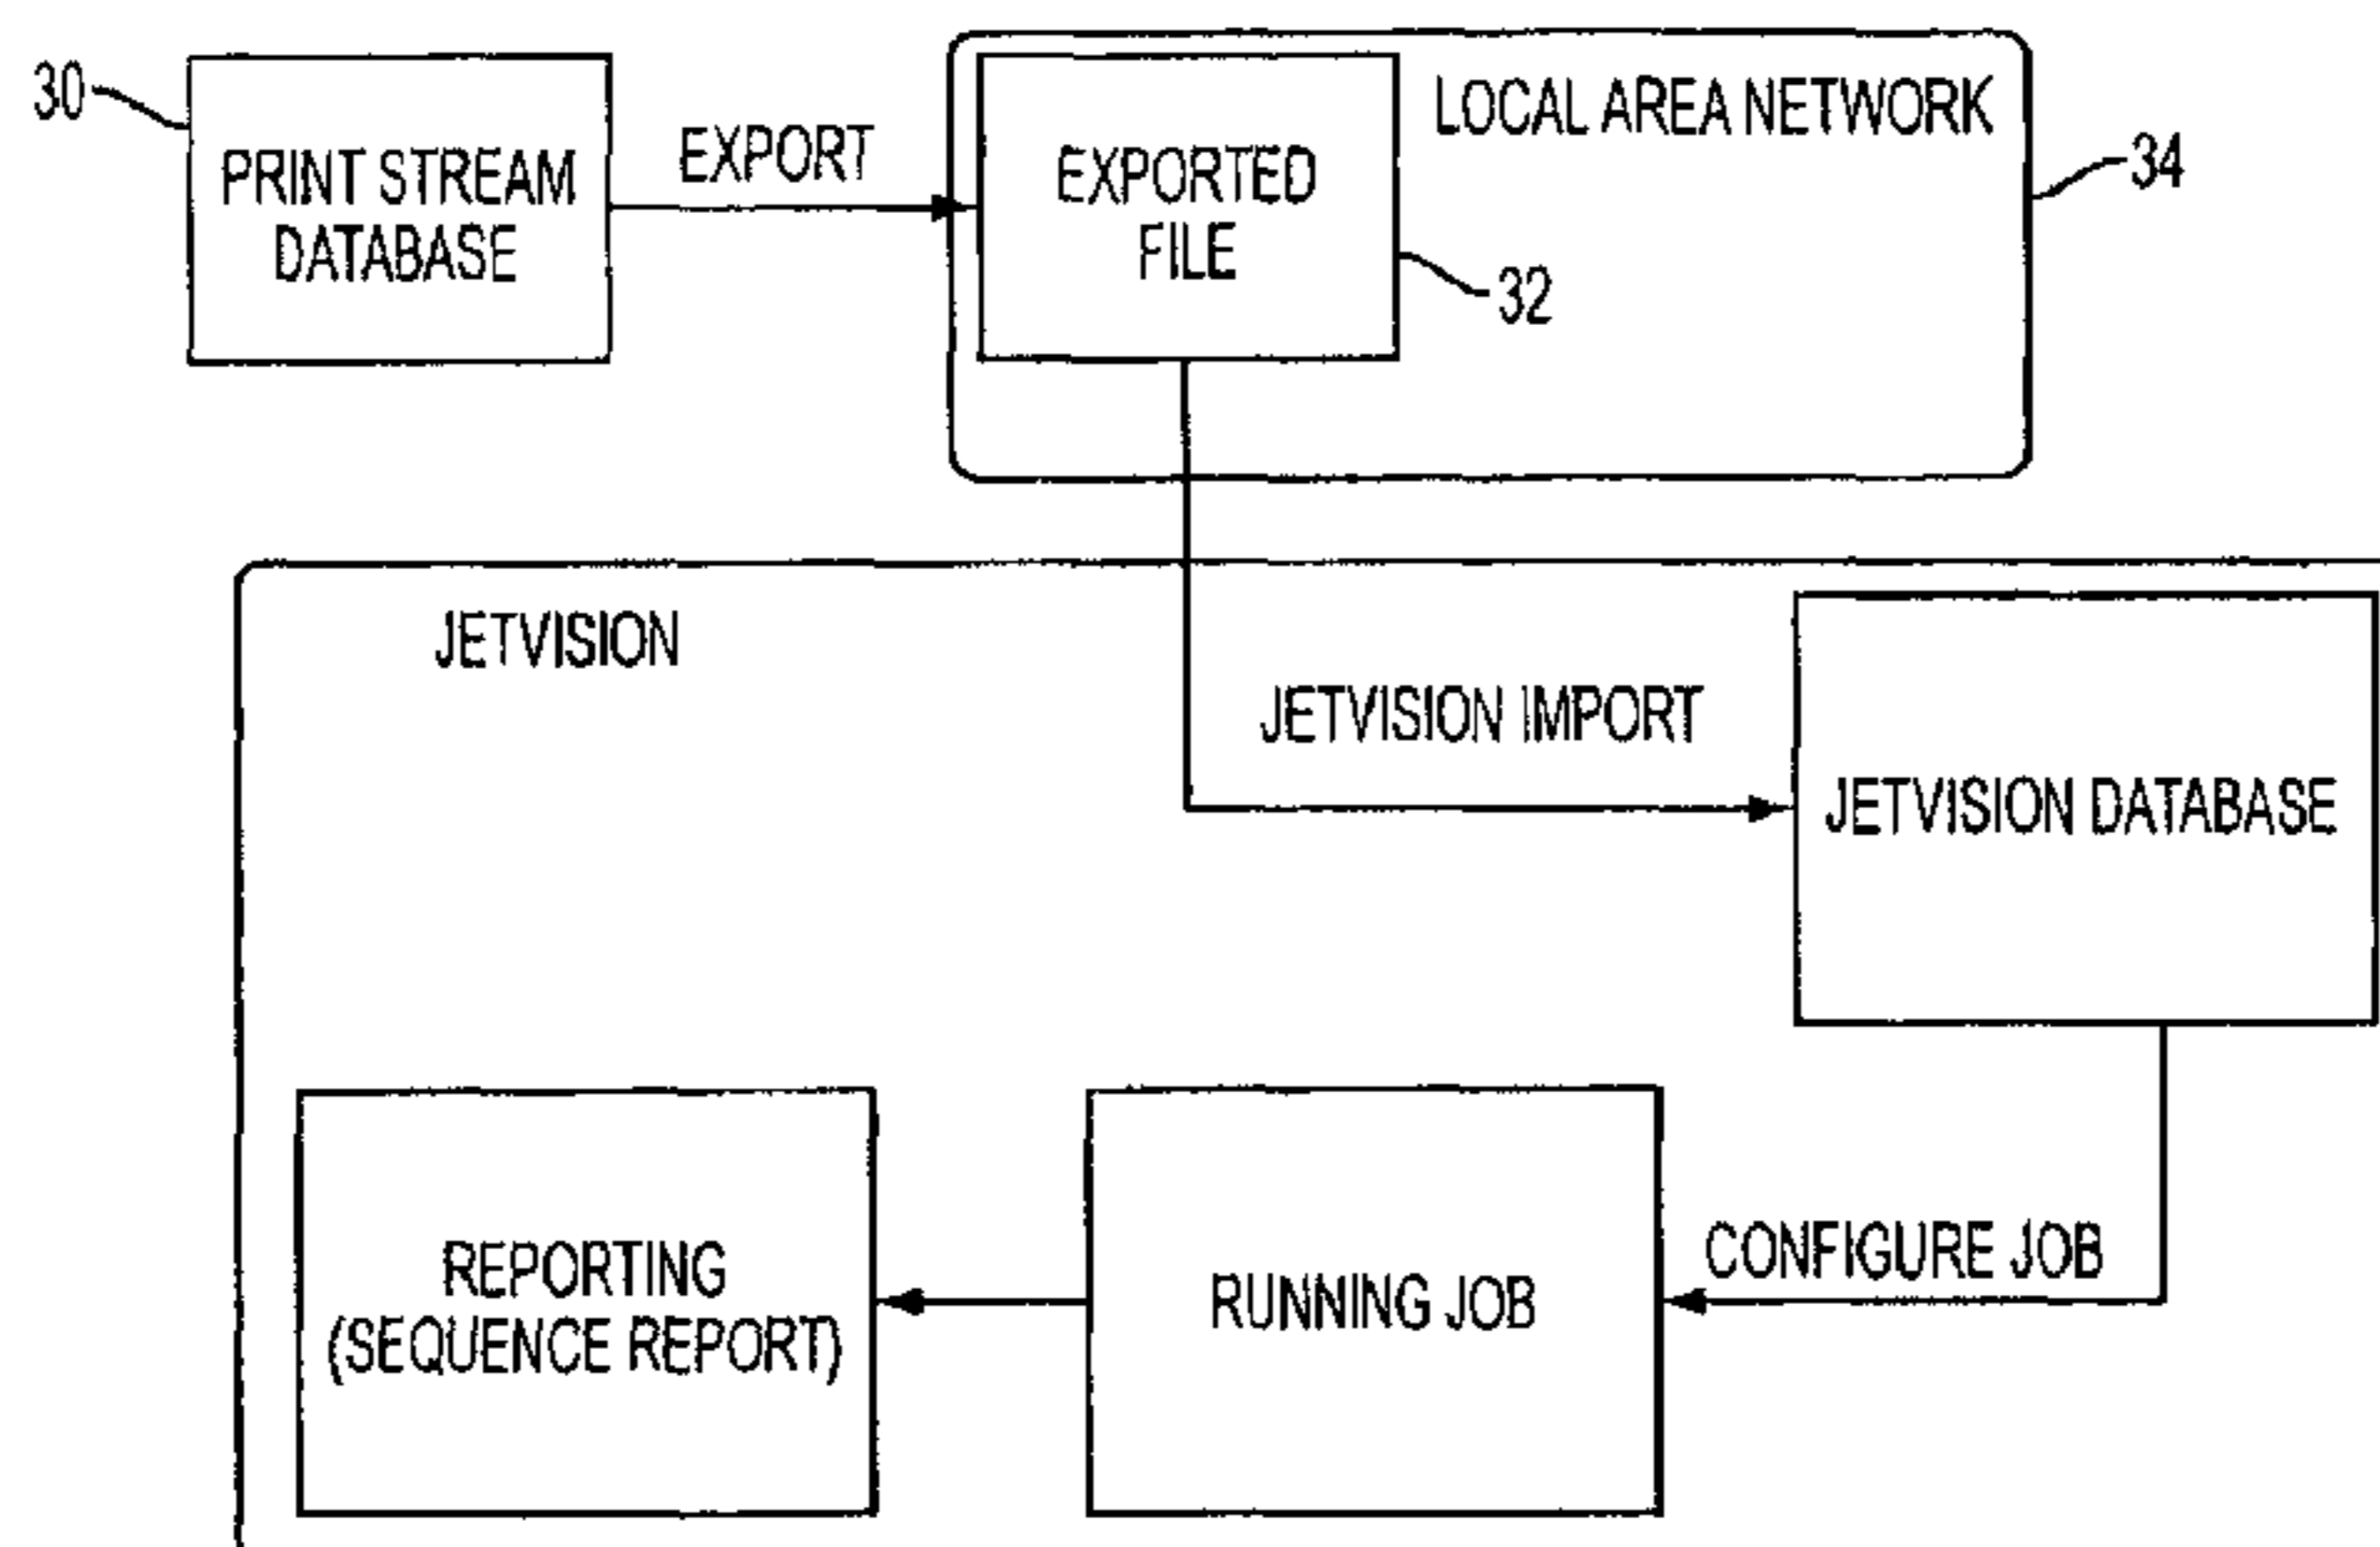 30
PRINT STREAM
DATABASE
EXPORT
EXPORTED
FILE
LOCAL AREA NETWORK
34
32
JETVISION
JETVISION IMPORT
JETVISION DATABASE
REPORTING
(SEQUENCE REPORT)
RUNNING JOB
CONFIGURE JOB